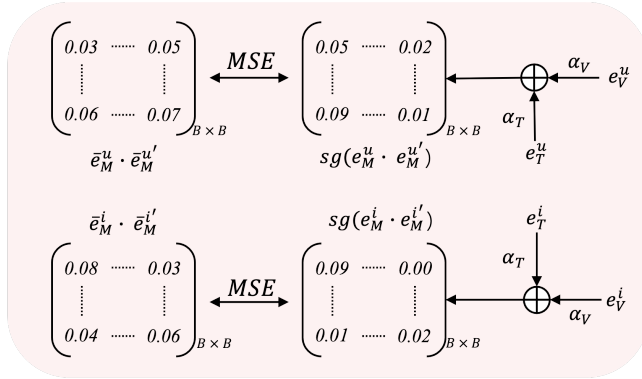 0.03 ······· 0.05 MSE 0.05 ······· 0.02 α_V e_V^u
0.06 ······· 0.07 B × B 0.09 ······· 0.01 B × B α_T
ē_M^u · ē_M^{u'} sg(e_M^u · e_M^{u'}) e_T^u
ē_M^i · ē_M^{i'} sg(e_M^i · e_M^{i'}) e_T^i
0.08 ······· 0.03 MSE 0.09 ······· 0.00 α_T
0.04 ······· 0.06 B × B 0.01 ······· 0.02 B × B α_V e_V^i